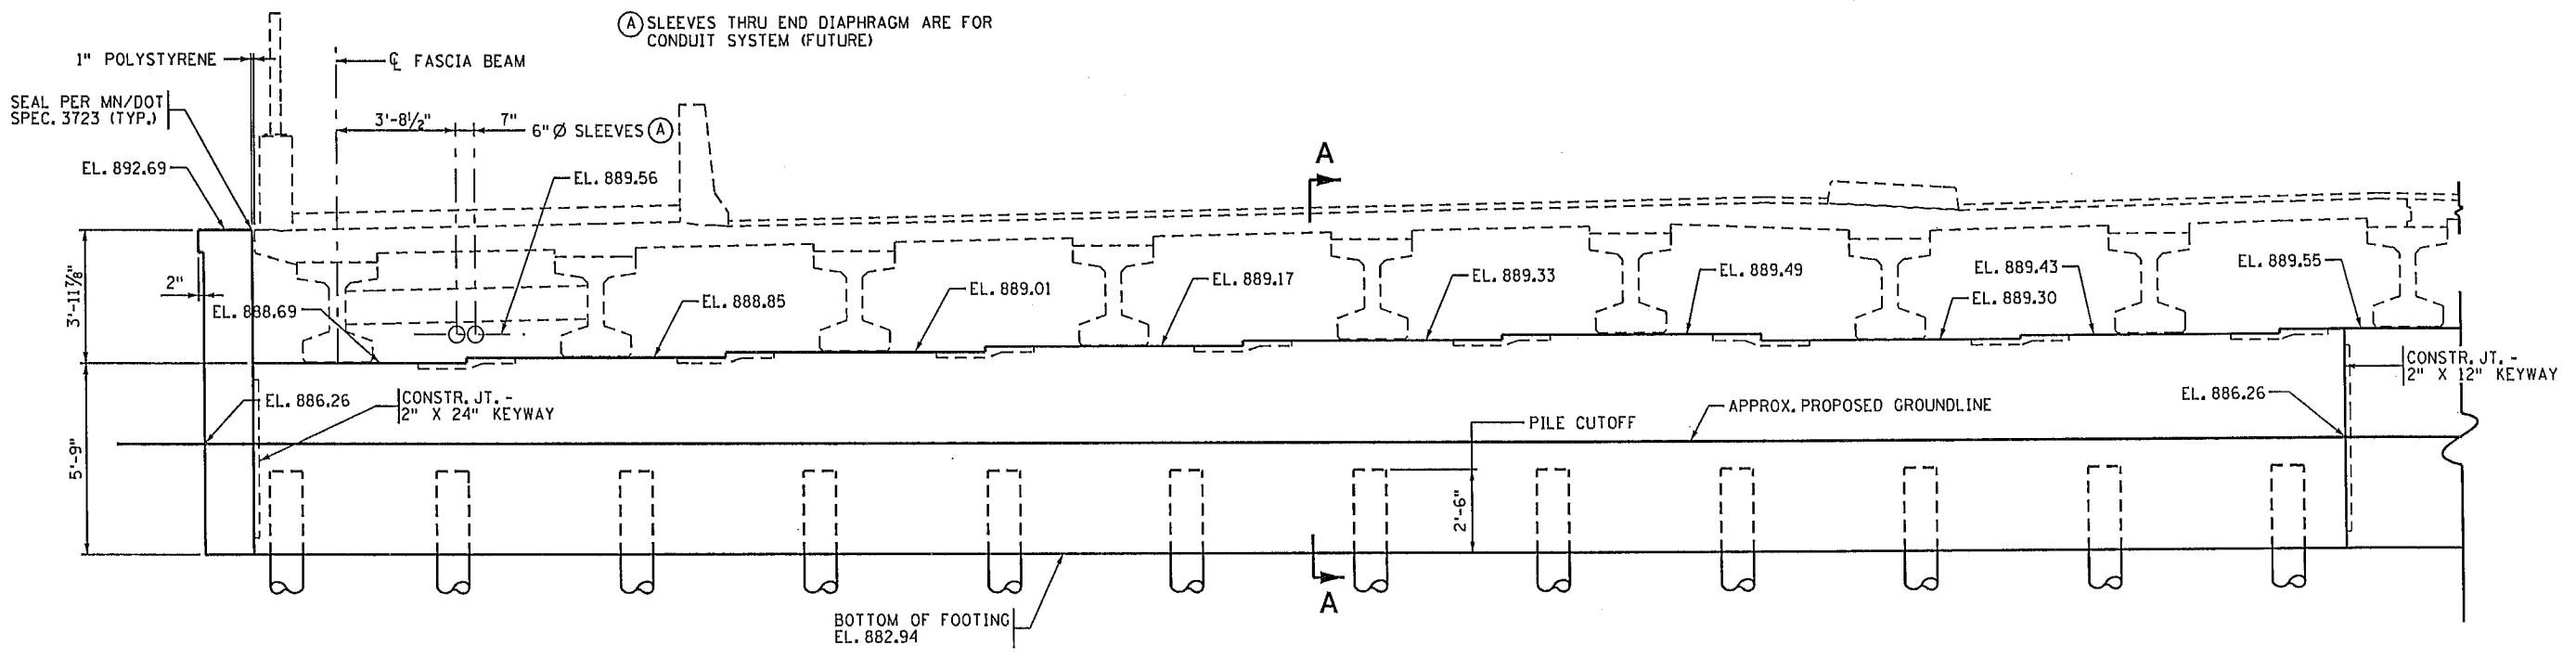 Ⓐ SLEEVES THRU END DIAPHRAGM ARE FOR
CONDUIT SYSTEM (FUTURE)
1" POLYSTYRENE
℄ FASCIA BEAM
SEAL PER MN/DOT
SPEC. 3723 (TYP.)
3'-8½"
7"
6" Ø SLEEVES Ⓐ
EL. 892.69
EL. 889.56
A
3'-11⅞"
2"
EL. 888.69
EL. 888.85
EL. 889.01
EL. 889.17
EL. 889.33
EL. 889.49
EL. 889.43
EL. 889.30
EL. 889.55
CONSTR. JT. -
2" X 12" KEYWAY
EL. 886.26
CONSTR. JT. -
2" X 24" KEYWAY
EL. 886.26
APPROX. PROPOSED GROUNDLINE
PILE CUTOFF
5'-9"
2'-6"
A
BOTTOM OF FOOTING
EL. 882.94